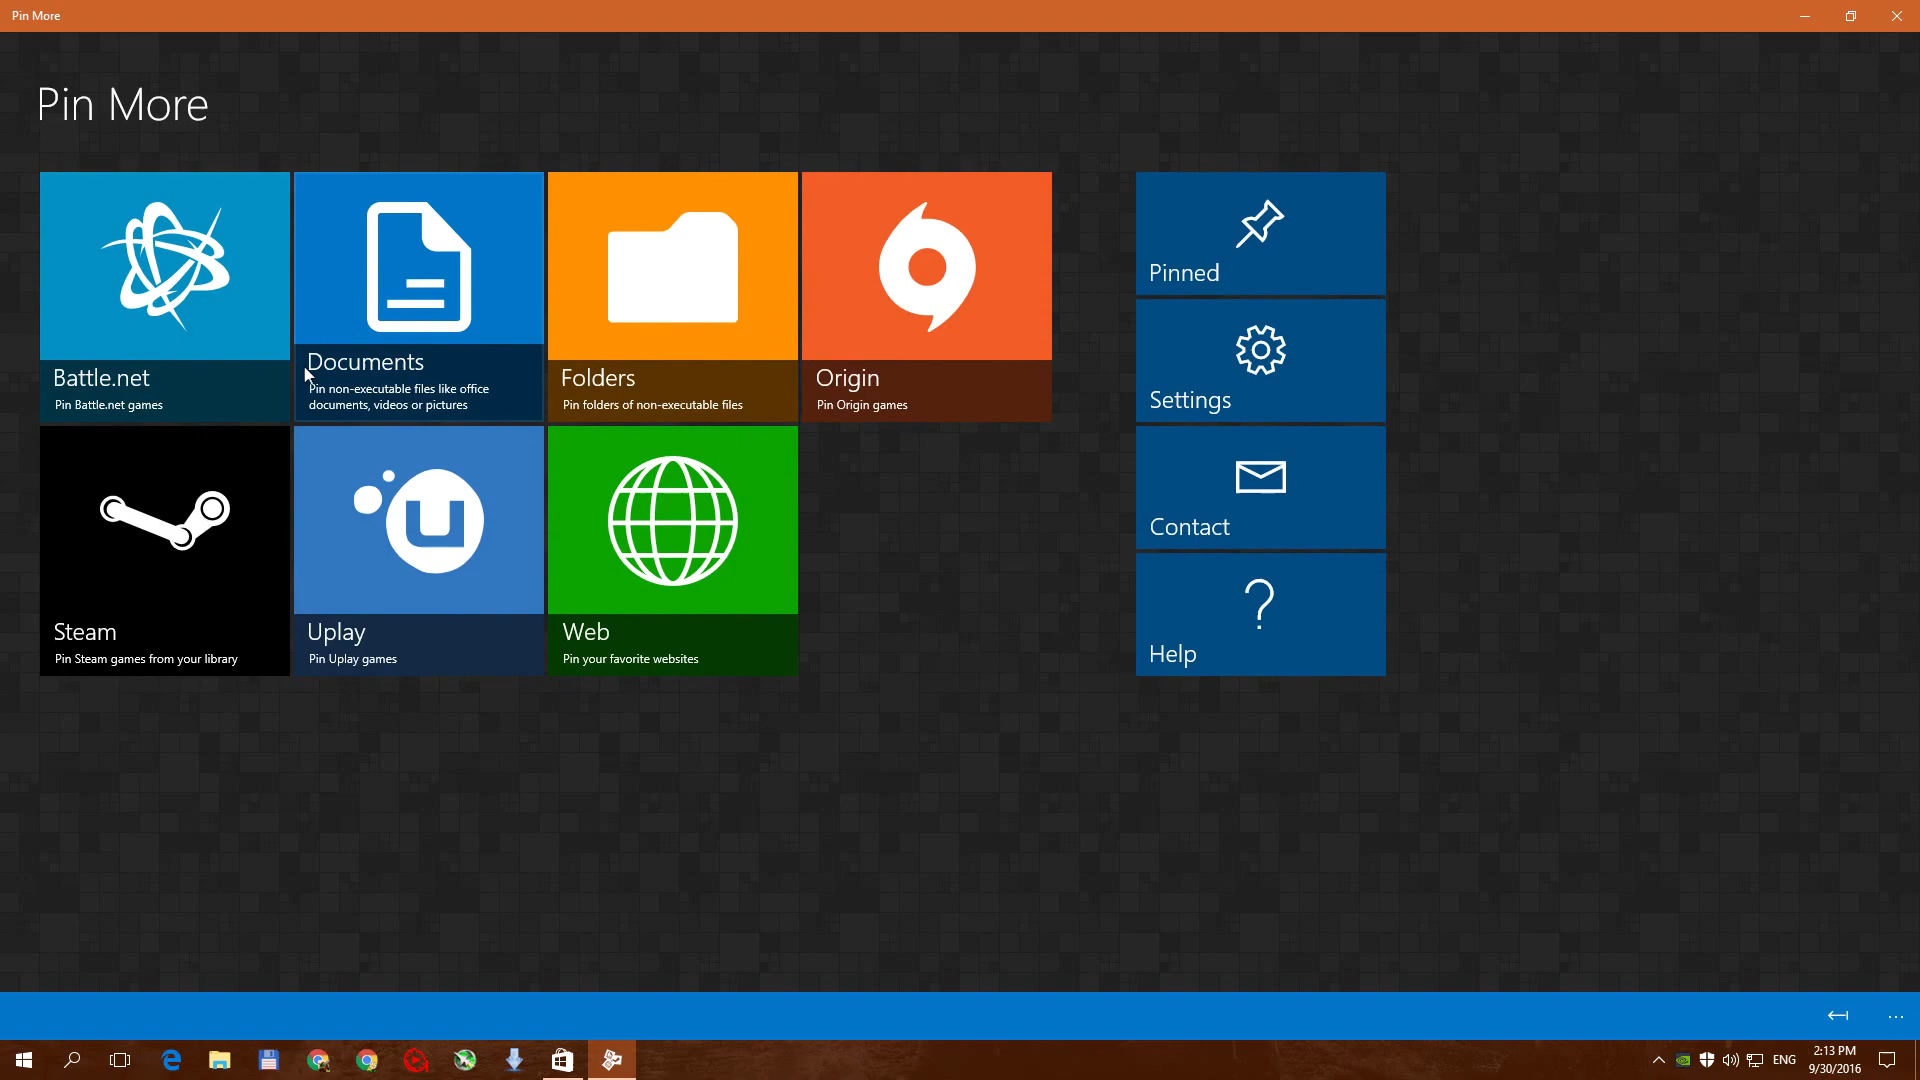 Pin More
Pin More
Battle.net
Pin Battle.net games
Documents
Pin non-executable files like office
documents, videos or pictures
Folders
Pin folders of non-executable files
Origin
Pin Origin games
Steam
Pin Steam games from your library
Uplay
Pin Uplay games
Web
Pin your favorite websites
Pinned
Settings
Contact
Help
ENG
2:13 PM
9/30/2016